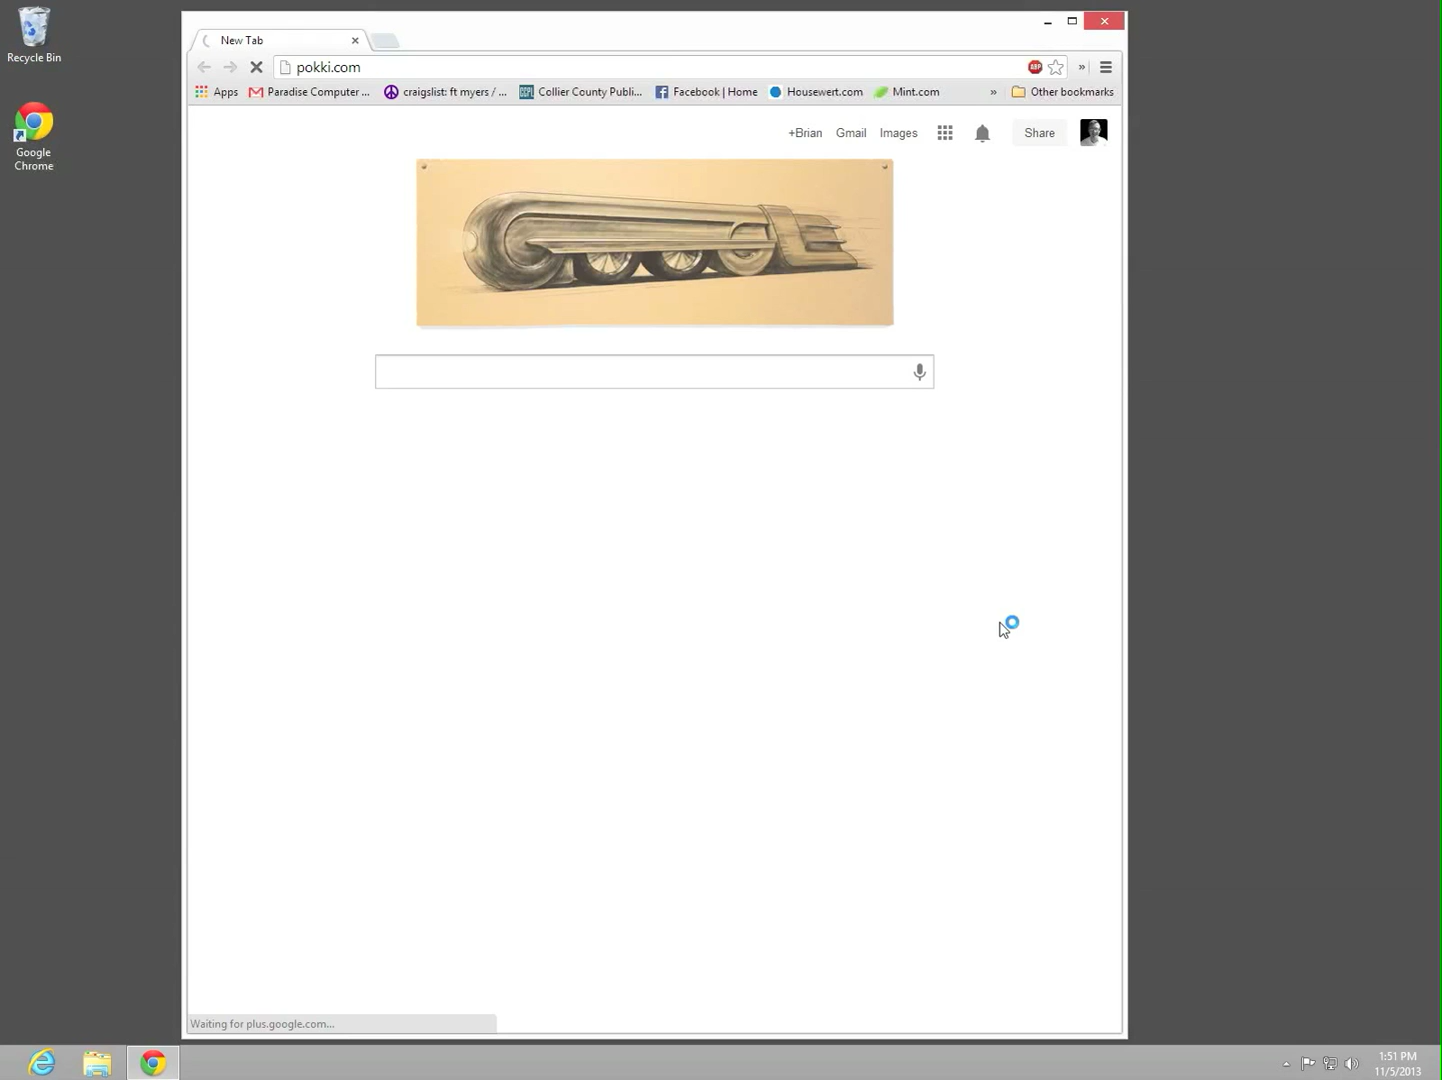 Recycle Bin
Google
Chrome
New Tab
pokki.com
ABP
Apps
Paradise Computer ...
craigslist: ft myers / ...
CCPL
Collier County Publi...
Facebook | Home
Housewert.com
Mint.com
»
Other bookmarks
+Brian
Gmail
Images
Share
Waiting for plus.google.com...
1:51 PM
11/5/2013